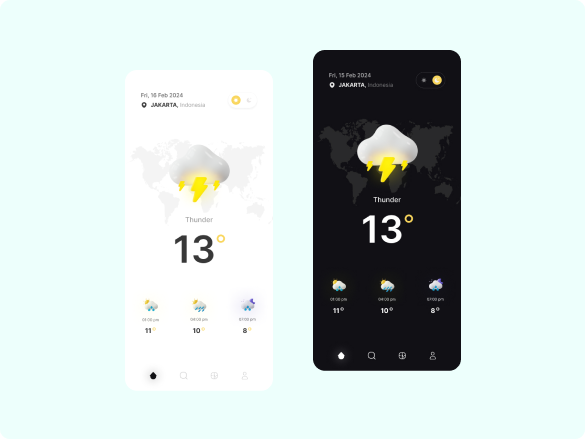 Fri, 16 Feb 2024
JAKARTA, Indonesia
Thunder
13°
01:00 pm
04:00 pm
07:00 pm
11°
10°
8°
Fri, 15 Feb 2024
JAKARTA, Indonesia
Thunder
13°
01:00 pm
04:00 pm
07:00 pm
11°
10°
8°